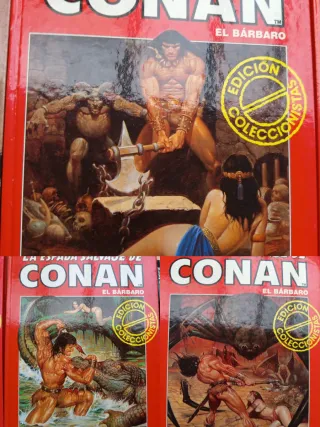 CONAN
TM
EL BÁRBARO
EDICIÓN
COLECCIONISTAS
LA ESPADA SALVAJE DE
CONAN
EL BÁRBARO
EDICIÓN
COLECCIONISTAS
CONAN
EL BÁRBARO
EDICIÓN
COLECCIONISTAS